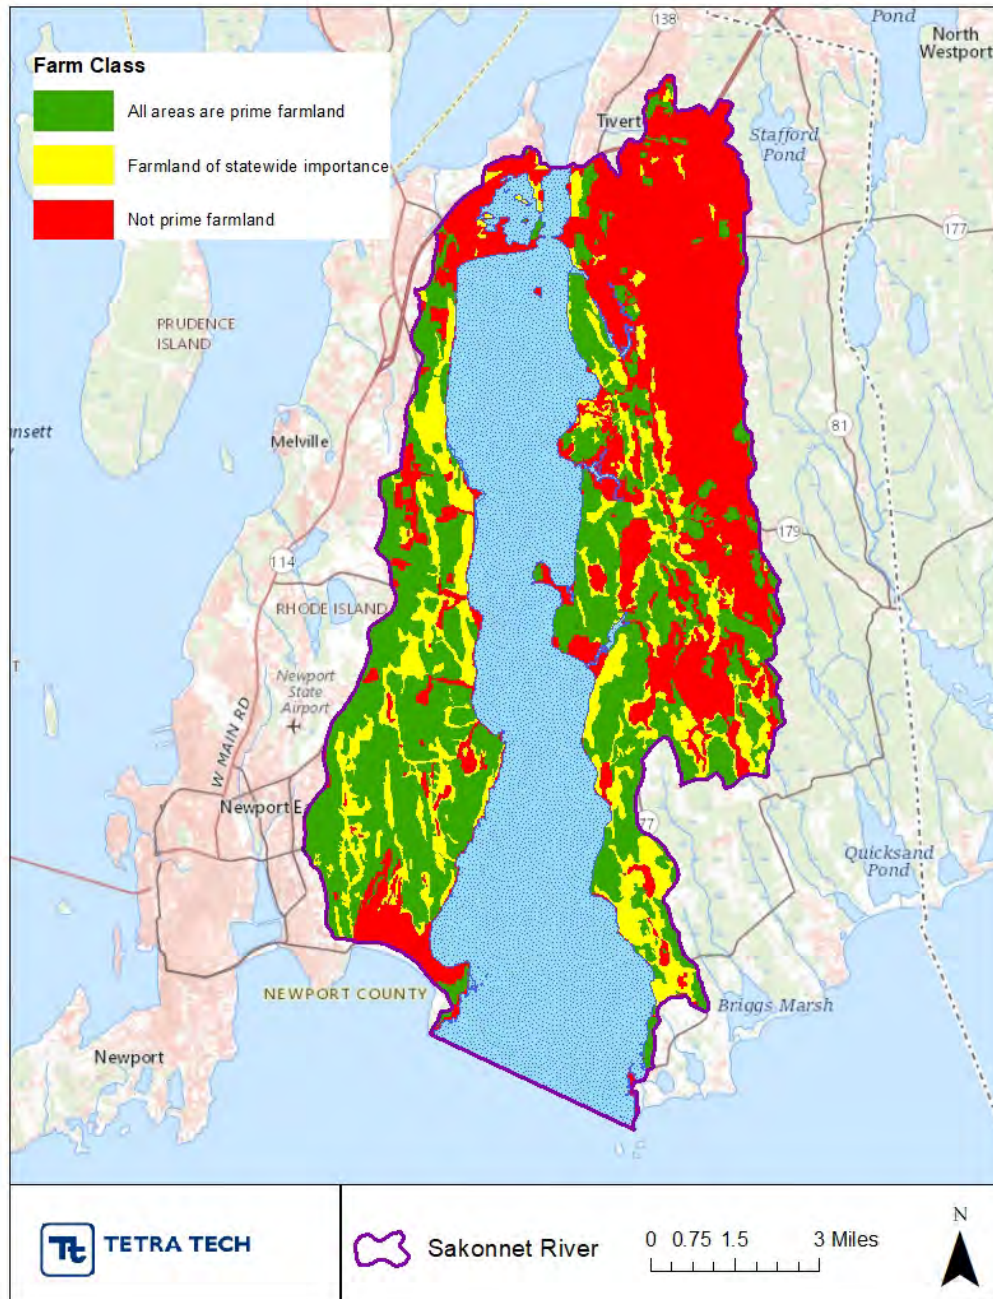 138
Pond
North
Westport
Farm Class
All areas are prime farmland
Farmland of statewide importance
Not prime farmland
Tivert
Stafford
Pond
177
PRUDENCE
ISLAND
nsett
Melville
81
179
114
RHODE ISLAND
T
Newport
State
Airport
W MAIN RD
Newport E
77
Quicksand
Pond
NEWPORT COUNTY
Briggs Marsh
Newport
Tt TETRA TECH
Sakonnet River
0 0.75 1.5 3 Miles
N